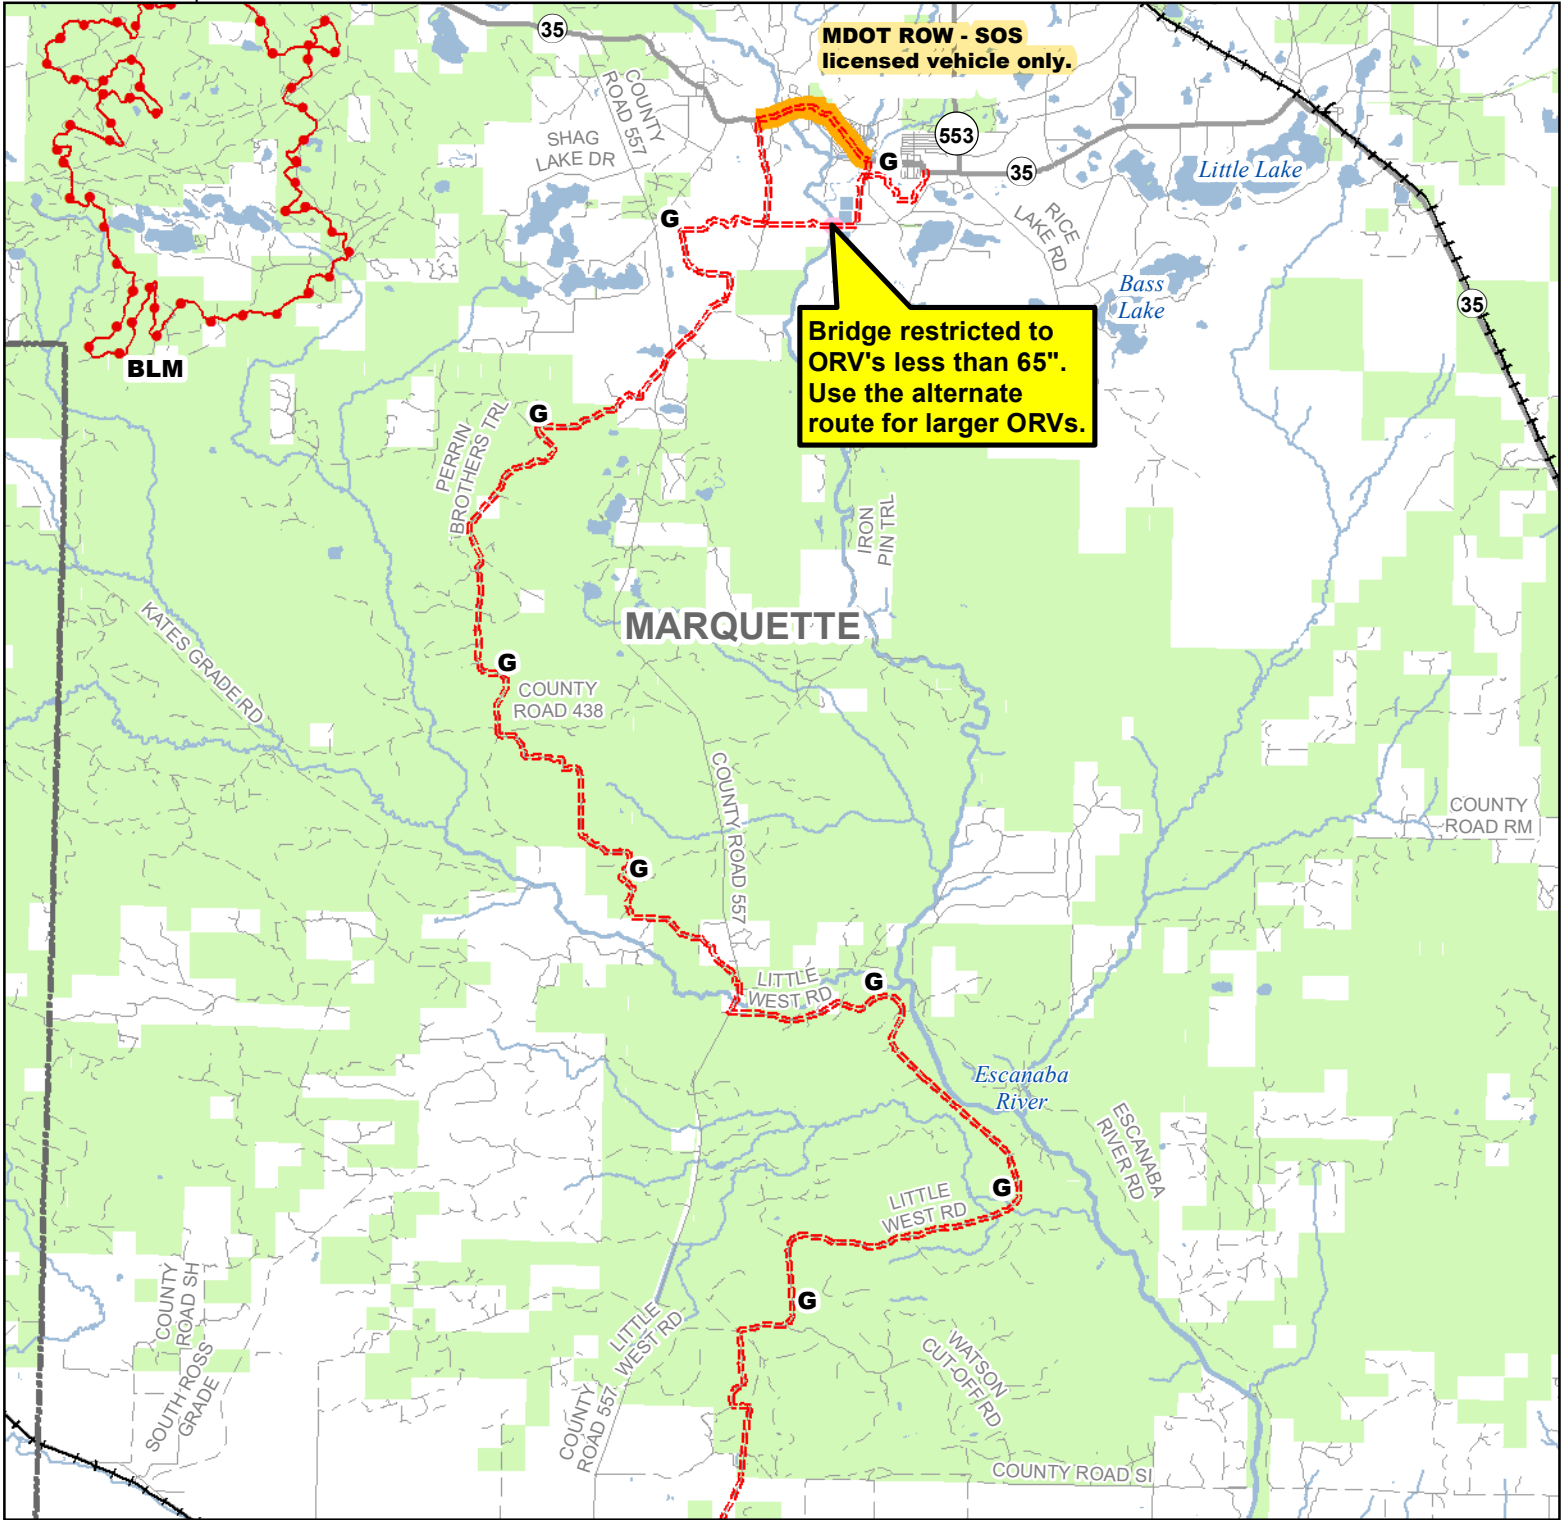 35
MDOT ROW - SOS
licensed vehicle only.
COUNTY
ROAD 557
SHAG
LAKE DR
553
G
35
Little Lake
G
RICE
LAKE RD
Bass
Lake
35
Bridge restricted to
ORV's less than 65".
Use the alternate
route for larger ORVs.
BLM
G
PERRIN
BROTHERS TRL
IRON
PIN TRL
MARQUETTE
KATES GRADE RD
G
COUNTY
ROAD 438
COUNTY ROAD 557
COUNTY
ROAD RM
G
LITTLE
WEST RD
G
Escanaba
River
ESCANABA
RIVER RD
G
LITTLE
WEST RD
G
COUNTY
ROAD SH
LITTLE
WEST RD
WATSON
CUT-OFF RD
SOUTH ROSS
GRADE
COUNTY
ROAD 557
COUNTY ROAD SI